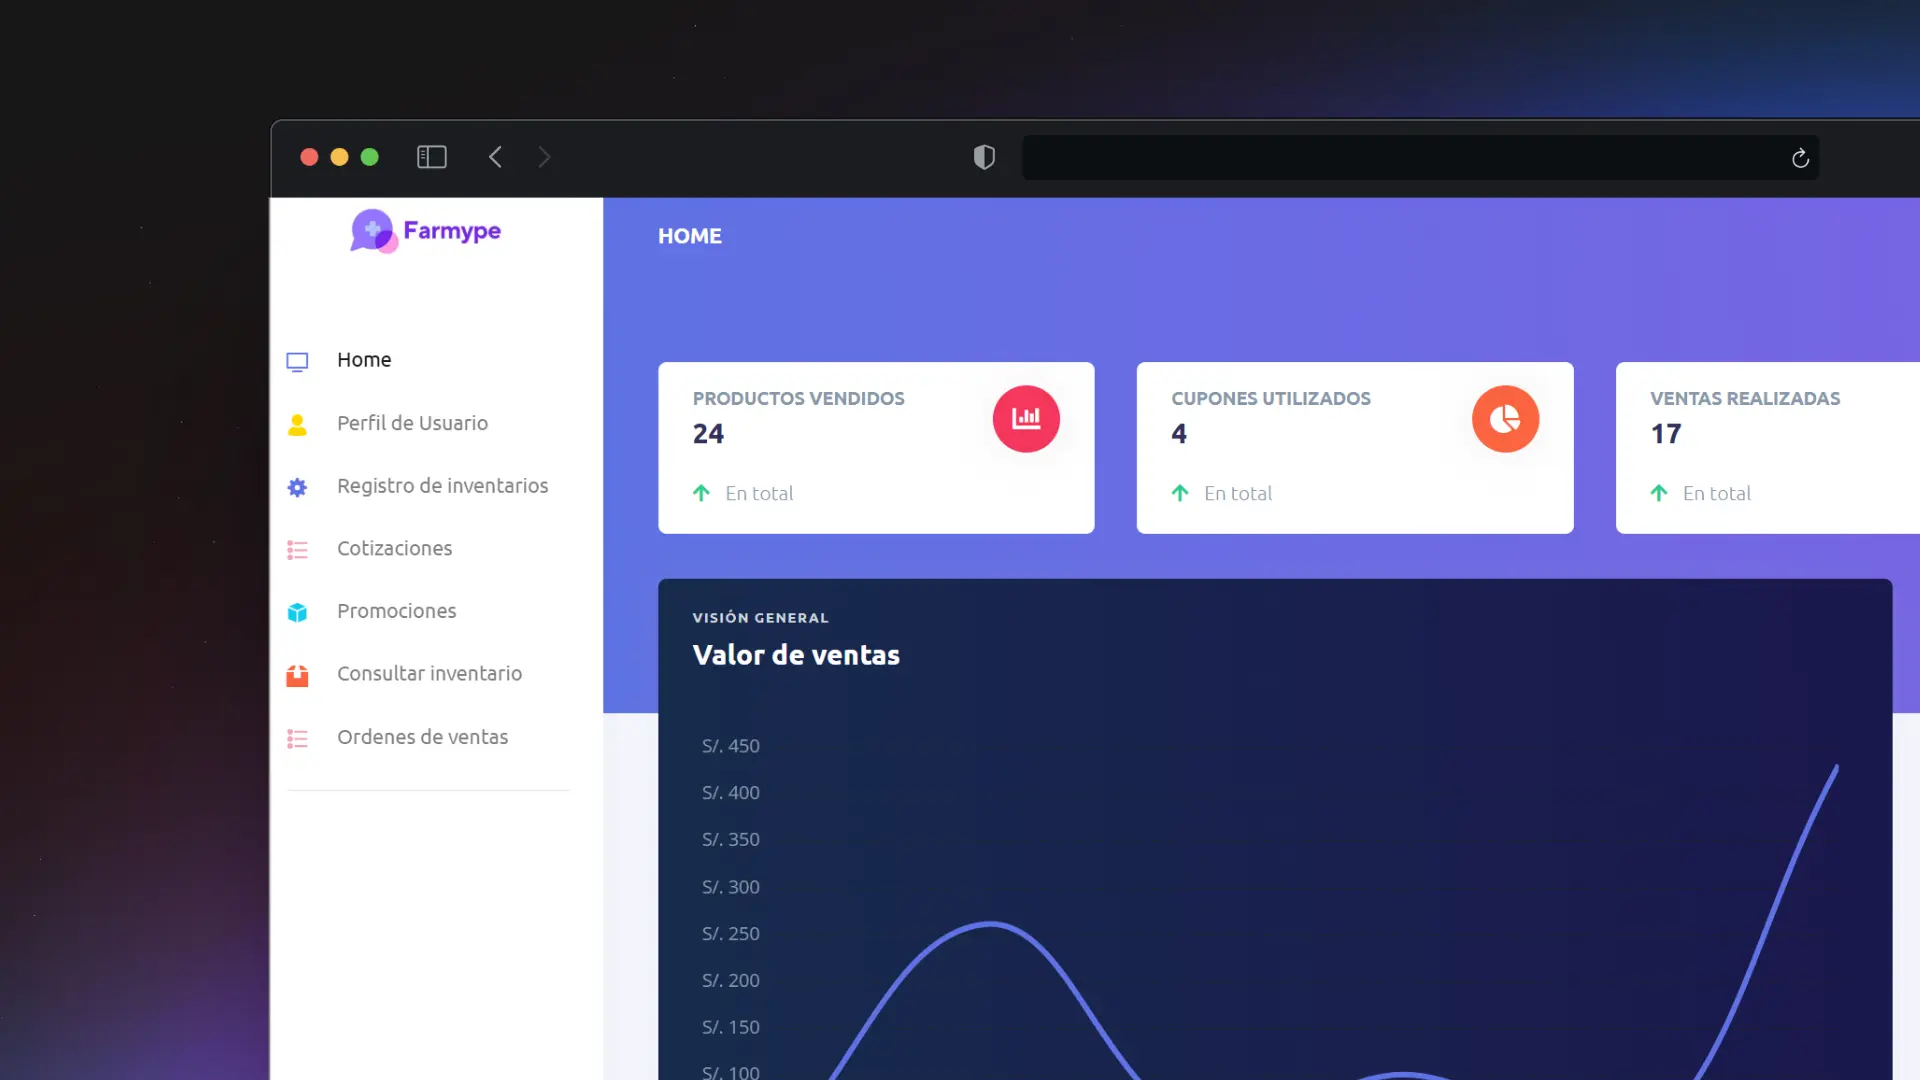 Farmype
HOME
Home
Perfil de Usuario
Registro de inventarios
Cotizaciones
Promociones
Consultar inventario
Ordenes de ventas
PRODUCTOS VENDIDOS
24
En total
CUPONES UTILIZADOS
4
En total
VENTAS REALIZADAS
17
En total
VISIÓN GENERAL
Valor de ventas
S/. 450
S/. 400
S/. 350
S/. 300
S/. 250
S/. 200
S/. 150
S/. 100